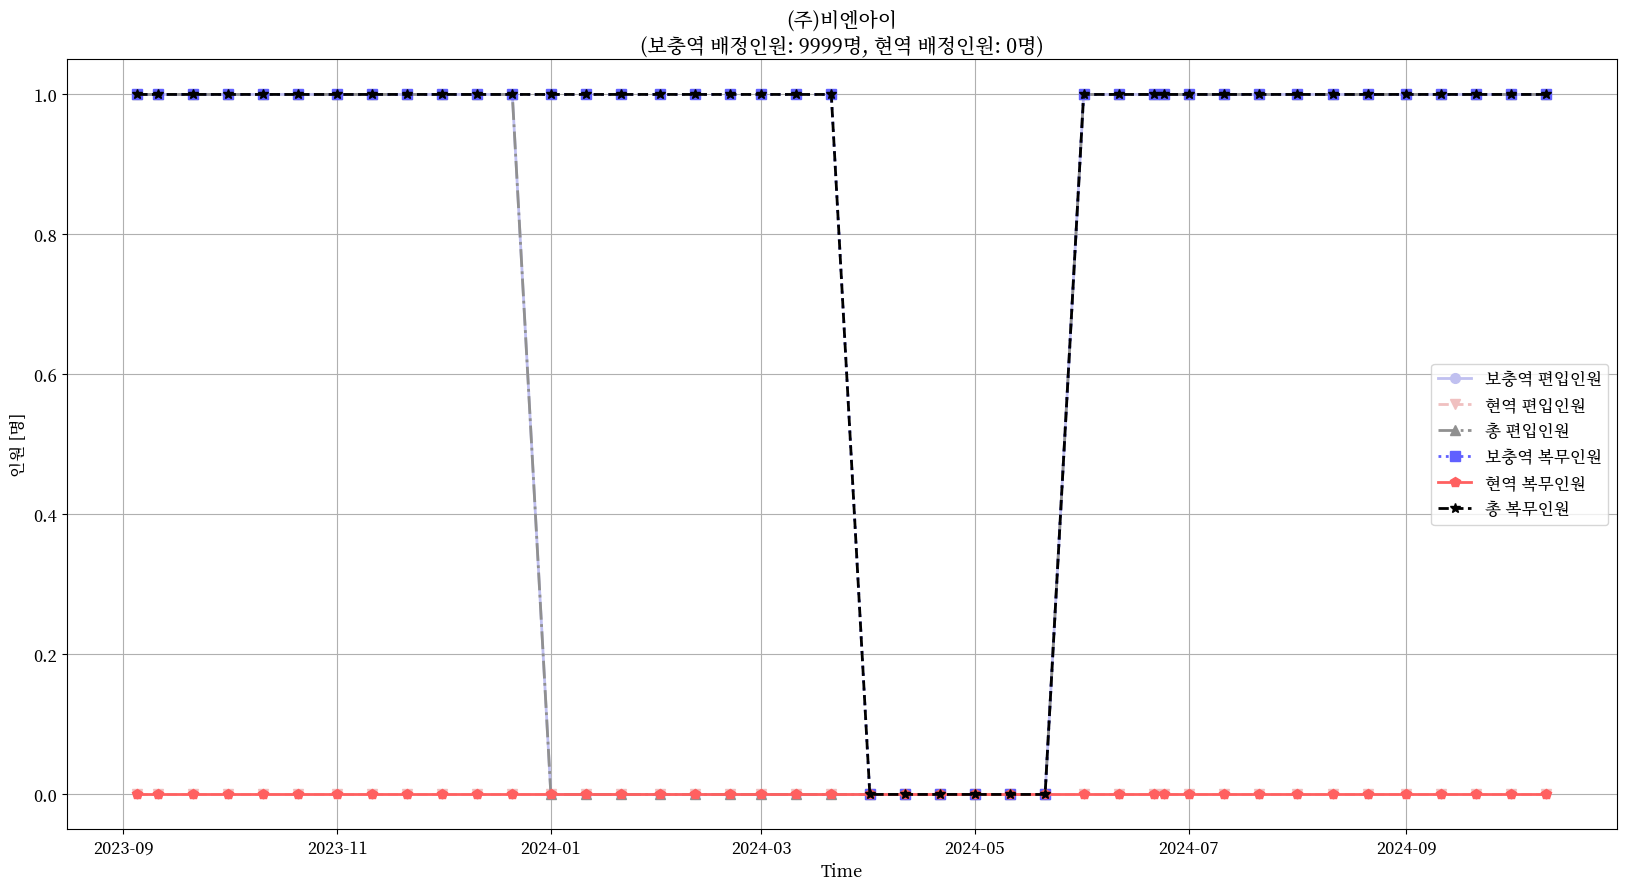 (주)비엔아이
(보충역 배정인원: 9999명, 현역 배정인원: 0명)
인원 [명]
1.0
0.8
0.6
0.4
0.2
0.0
보충역 편입인원
현역 편입인원
총 편입인원
보충역 복무인원
현역 복무인원
총 복무인원
2023-09 2023-11 2024-01 2024-03 2024-05 2024-07 2024-09
Time